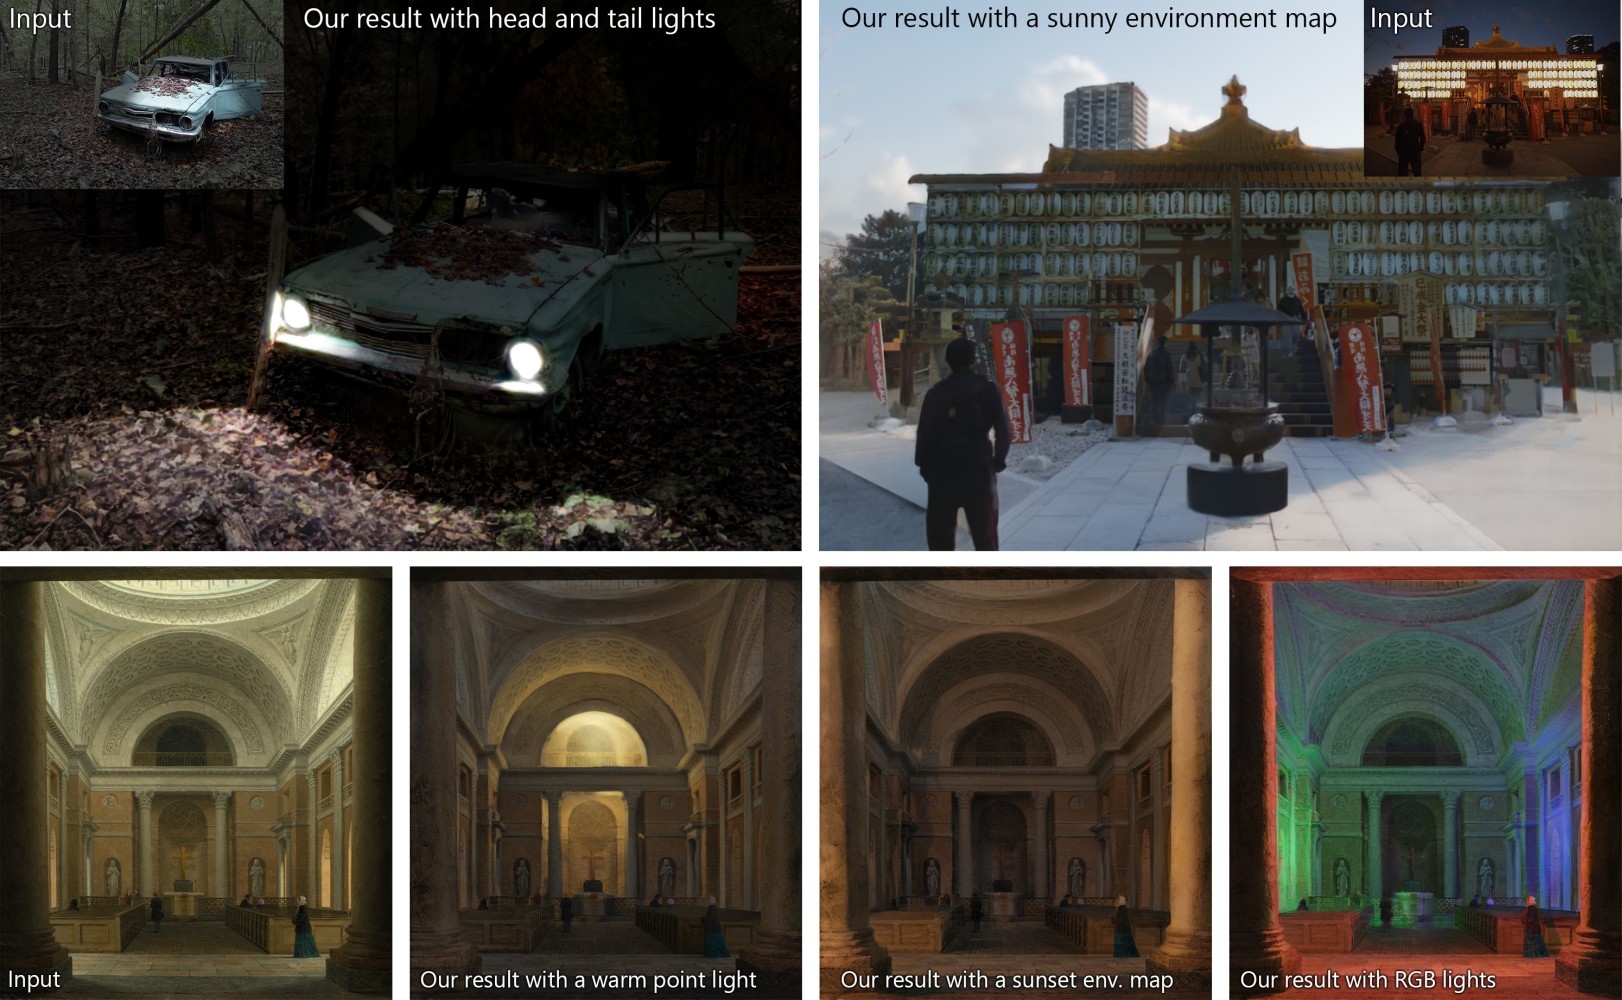 Input
Our result with head and tail lights
Our result with a sunny environment map
Input
Input
Our result with a warm point light
Our result with a sunset env. map
Our result with RGB lights